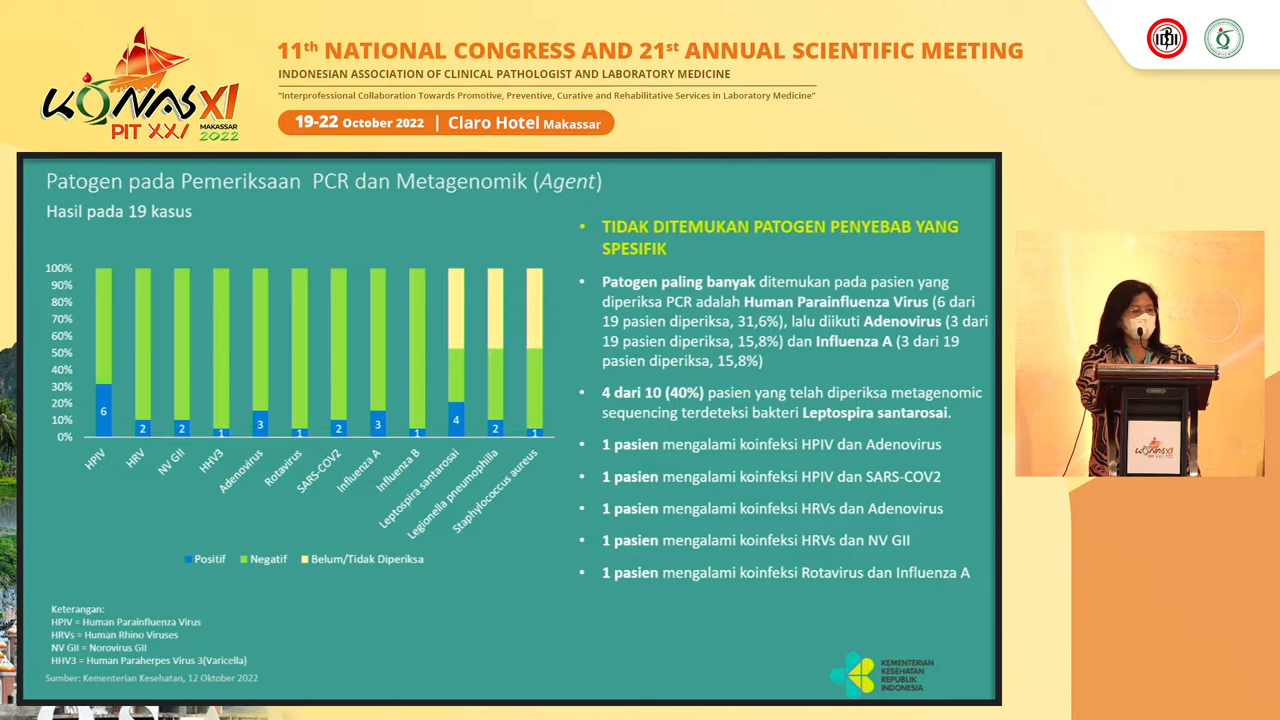 KONAS XI
PIT XXI
MAKASSAR
2022
11th NATIONAL CONGRESS AND 21st ANNUAL SCIENTIFIC MEETING
INDONESIAN ASSOCIATION OF CLINICAL PATHOLOGIST AND LABORATORY MEDICINE
"Interprofessional Collaboration Towards Promotive, Preventive, Curative and Rehabilitative Services in Laboratory Medicine"
19-22 October 2022 | Claro Hotel Makassar
Patogen pada Pemeriksaan PCR dan Metagenomik (Agent)
Hasil pada 19 kasus
100%
90%
80%
70%
60%
50%
40%
30%
20%
10%
0%
6
2
2
1
3
1
2
3
1
4
2
1
HPIV
HRV
NV GII
HHV3
Adenovirus
Rotavirus
SARS-COV2
Influenza A
Influenza B
Leptospira santarosai
Legionella pneumophilia
Staphylococcus aureus
Positif Negatif Belum/Tidak Diperiksa
Keterangan:
HPIV = Human Parainfluenza Virus
HRVs = Human Rhino Viruses
NV GII = Norovirus GII
HHV3 = Human Paraherpes Virus 3(Varicella)
Sumber: Kementerian Kesehatan, 12 Oktober 2022
• TIDAK DITEMUKAN PATOGEN PENYEBAB YANG
SPESIFIK
• Patogen paling banyak ditemukan pada pasien yang
diperiksa PCR adalah Human Parainfluenza Virus (6 dari
19 pasien diperiksa, 31,6%), lalu diikuti Adenovirus (3 dari
19 pasien diperiksa, 15,8%) dan Influenza A (3 dari 19
pasien diperiksa, 15,8%)
• 4 dari 10 (40%) pasien yang telah diperiksa metagenomic
sequencing terdeteksi bakteri Leptospira santarosai.
• 1 pasien mengalami koinfeksi HPIV dan Adenovirus
• 1 pasien mengalami koinfeksi HPIV dan SARS-COV2
• 1 pasien mengalami koinfeksi HRVs dan Adenovirus
• 1 pasien mengalami koinfeksi HRVs dan NV GII
• 1 pasien mengalami koinfeksi Rotavirus dan Influenza A
KEMENTERIAN
KESEHATAN
REPUBLIK
INDONESIA